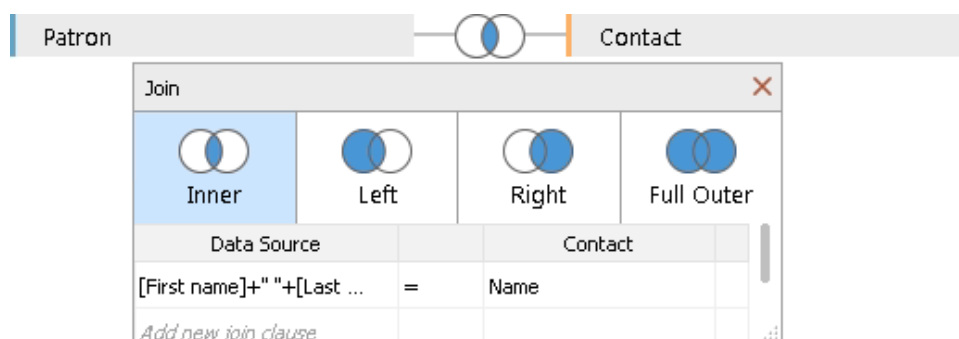 Patron Contact
Join
Inner Left Right Full Outer
Data Source Contact
[First name]+" "+[Last ... = Name
Add new join clause